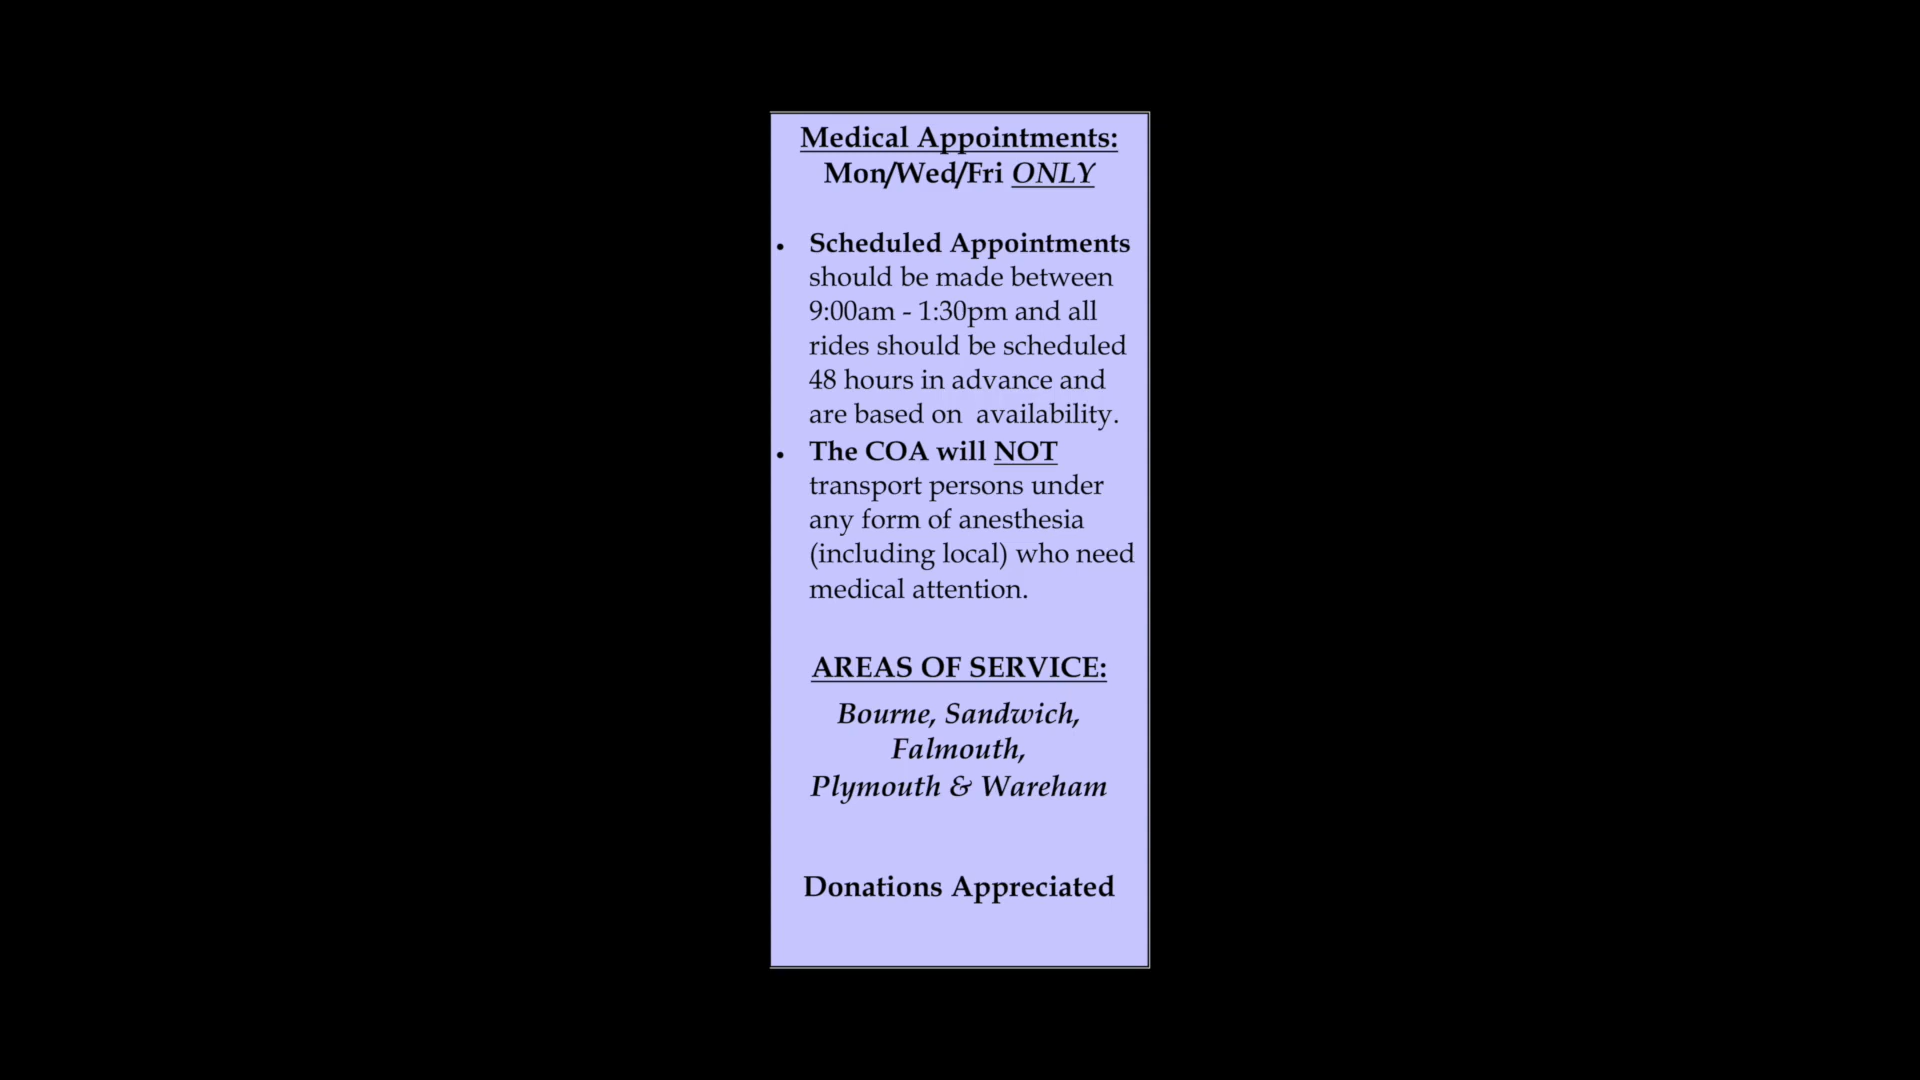 Medical Appointments:
Mon/Wed/Fri ONLY
• Scheduled Appointments
should be made between
9:00am - 1:30pm and all
rides should be scheduled
48 hours in advance and
are based on  availability.
• The COA will NOT
transport persons under
any form of anesthesia
(including local) who need
medical attention.
AREAS OF SERVICE:
Bourne, Sandwich,
Falmouth,
Plymouth & Wareham
Donations Appreciated